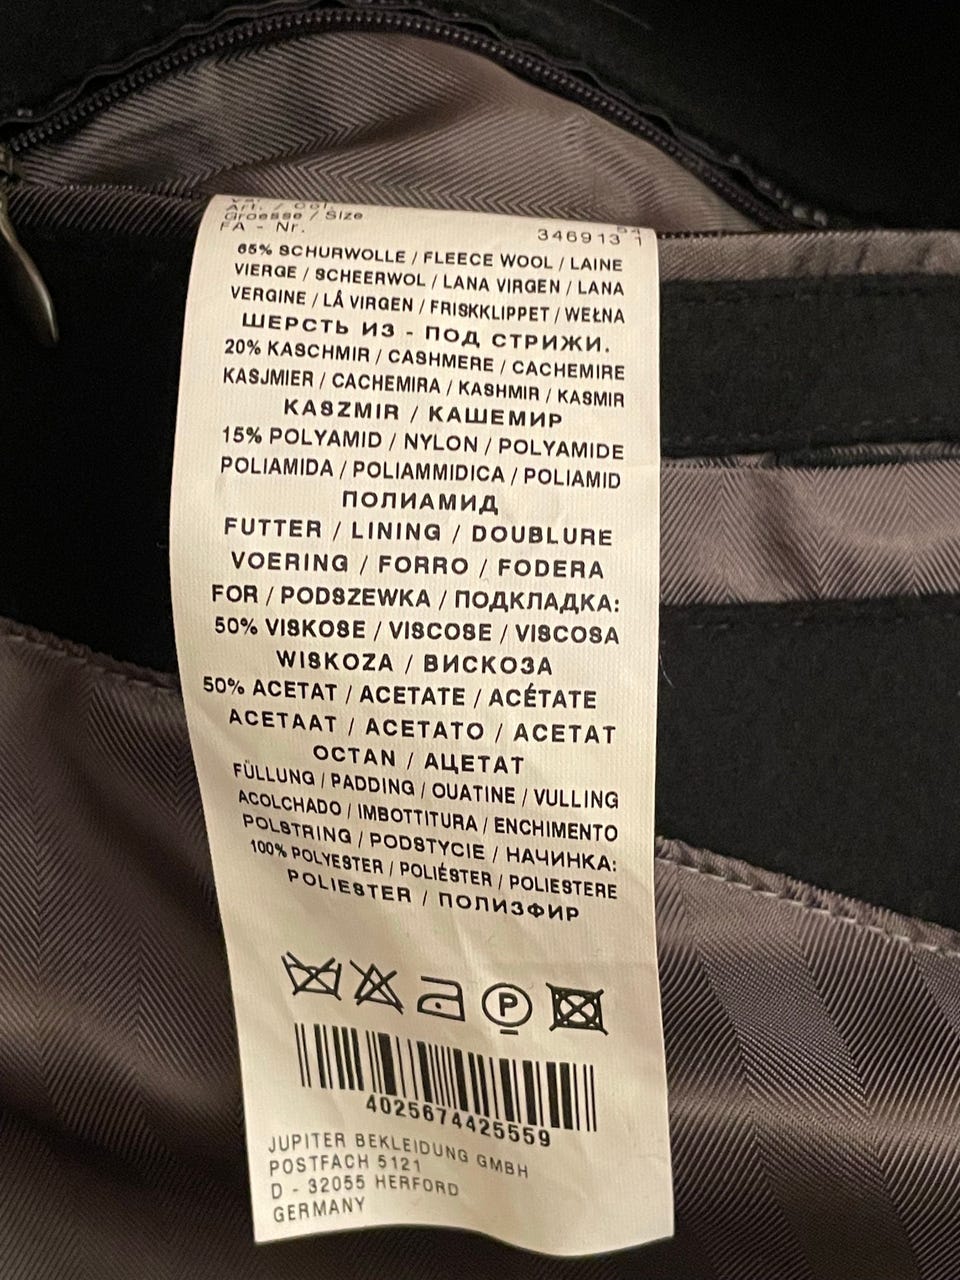 Art. / Col.
Groesse / Size
FA - Nr.
346913 1
65% SCHURWOLLE / FLEECE WOOL / LAINE
VIERGE / SCHEERWOL / LANA VIRGEN / LANA
VERGINE / LÅ VIRGEN / FRISKKLIPPET / WEŁNA
ШЕРСТЬ ИЗ - ПОД СТРИЖИ.
20% KASCHMIR / CASHMERE / CACHEMIRE
KASJMIER / CACHEMIRA / KASHMIR / KASMIR
KASZMIR / КАШЕМИР
15% POLYAMID / NYLON / POLYAMIDE
POLIAMIDA / POLIAMMIDICA / POLIAMID
ПОЛИАМИД
FUTTER / LINING / DOUBLURE
VOERING / FORRO / FODERA
FOR / PODSZEWKA / ПОДКЛАДКА:
50% VISKOSE / VISCOSE / VISCOSA
WISKOZA / ВИСКОЗА
50% ACETAT / ACETATE / ACÉTATE
ACETAAT / ACETATO / ACETAT
OCTAN / АЦЕТАТ
FÜLLUNG / PADDING / OUATINE / VULLING
ACOLCHADO / IMBOTTITURA / ENCHIMENTO
POLSTRING / PODSTYCIE / НАЧИНКА:
100% POLYESTER / POLIÉSTER / POLIESTERE
POLIESTER / ПОЛИЗФИР
P
4025674425559
JUPITER BEKLEIDUNG GMBH
POSTFACH 5121
D - 32055 HERFORD
GERMANY